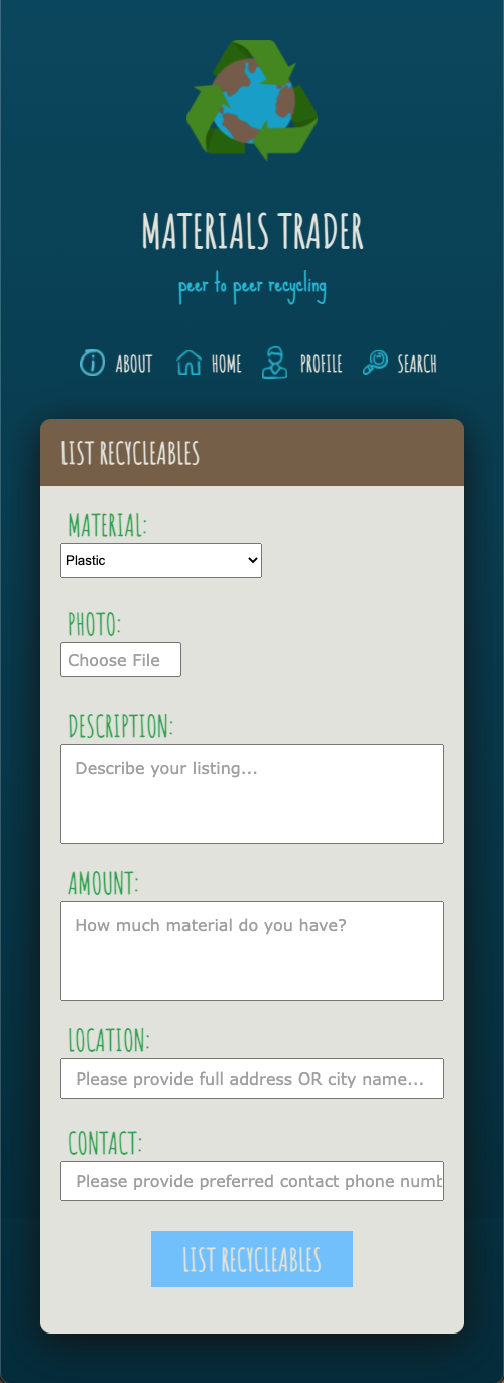 MATERIALS TRADER
peer to peer recycling
ABOUT HOME PROFILE SEARCH
LIST RECYCLEABLES
MATERIAL:
Plastic
PHOTO:
Choose File
DESCRIPTION:
Describe your listing...
AMOUNT:
How much material do you have?
LOCATION:
Please provide full address OR city name...
CONTACT:
Please provide preferred contact phone numb
LIST RECYCLEABLES